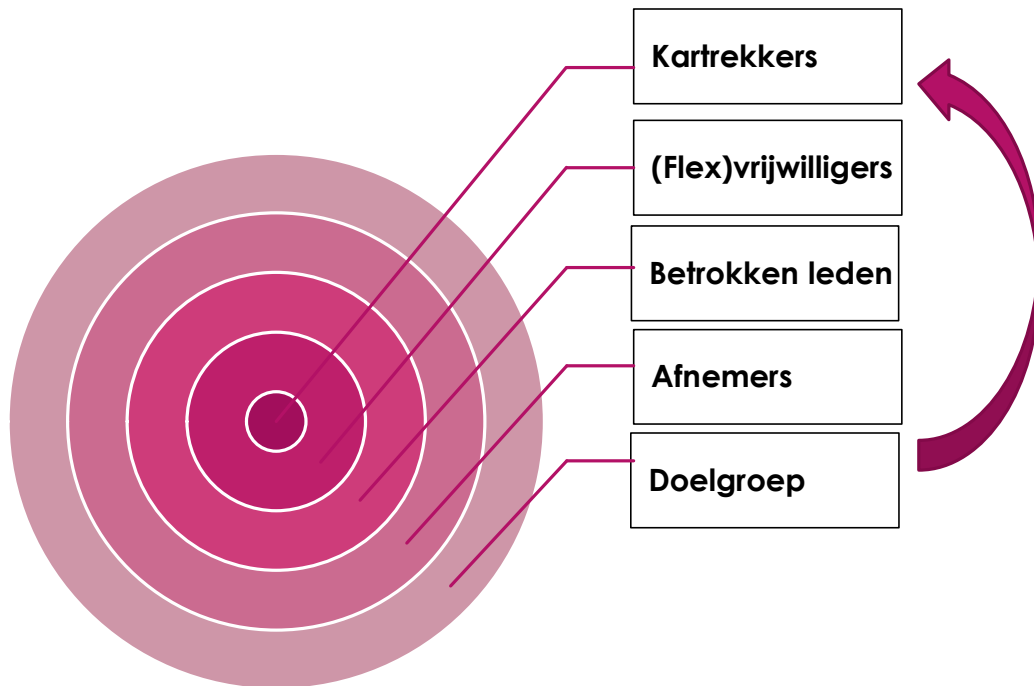 Kartrekkers
(Flex)vrijwilligers
Betrokken leden
Afnemers
Doelgroep